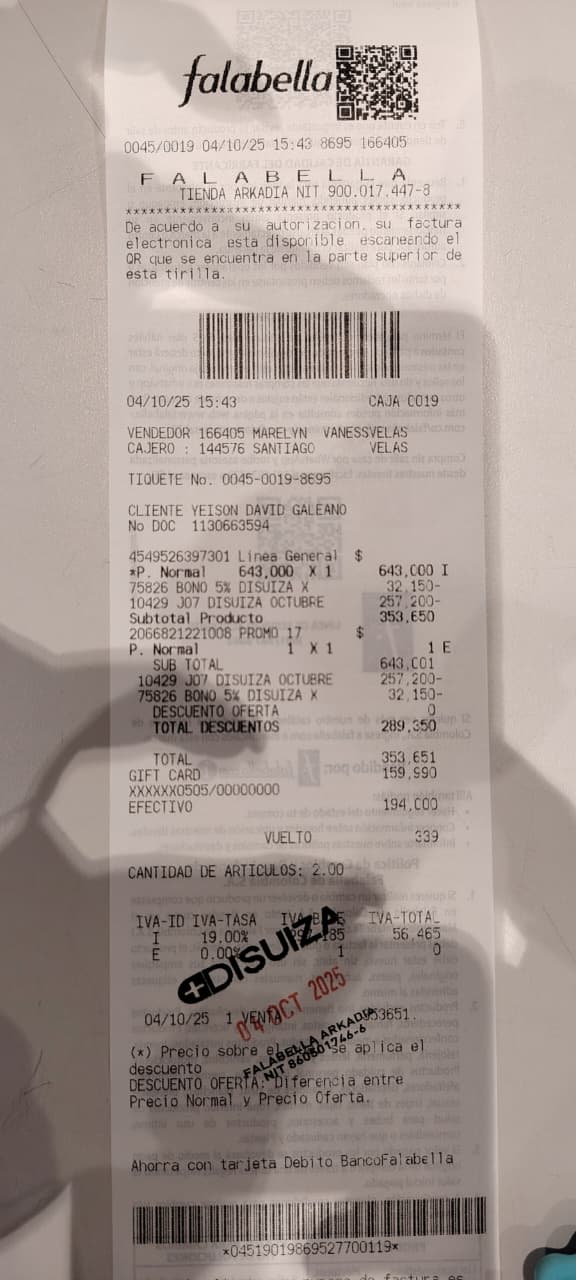 falabella
0045/0019 04/10/25 15:43 8695 166405
F A L A B E L L A
TIENDA ARKADIA NIT 900.017.447-8
******************************************
De acuerdo a su autorizacion, su factura
electronica esta disponible escaneando el
QR que se encuentra en la parte superior de
esta tirilla.
04/10/25 15:43 CAJA 0019
VENDEDOR 166405 MARELYN VANESSVELAS
CAJERO : 144576 SANTIAGO VELAS
TIQUETE No. 0045-0019-8695
CLIENTE YEISON DAVID GALEANO
No DOC 1130663594
4549526397301 Linea General $
*P. Normal 643,000 X 1 643,000 I
75826 BONO 5% DISUIZA X 32,150-
10429 J07 DISUIZA OCTUBRE 257,200-
Subtotal Producto 353,650
2066821221008 PROMO 17 $
P. Normal 1 X 1 1 E
SUB TOTAL 643,001
10429 J07 DISUIZA OCTUBRE 257,200-
75826 BONO 5% DISUIZA X 32,150-
DESCUENTO OFERTA 0
TOTAL DESCUENTOS 289,350
TOTAL 353,651
GIFT CARD 159,990
XXXXXX0505/00000000
EFECTIVO 194,000
VUELTO 339
CANTIDAD DE ARTICULOS: 2.00
IVA-ID IVA-TASA IVA-BASE IVA-TOTAL
I 19.00% 297,185 56,465
E 0.00% 1 0
DISUIZA
04 OCT 2025
FALABELLA ARKADIA
04/10/25 1 VENTA 353651.
(*) Precio sobre el se aplica el
descuento
DESCUENTO OFERTA: Diferencia entre
Precio Normal y Precio Oferta.
Ahorra con tarjeta Debito BancoFalabella
*04519019869527700119*